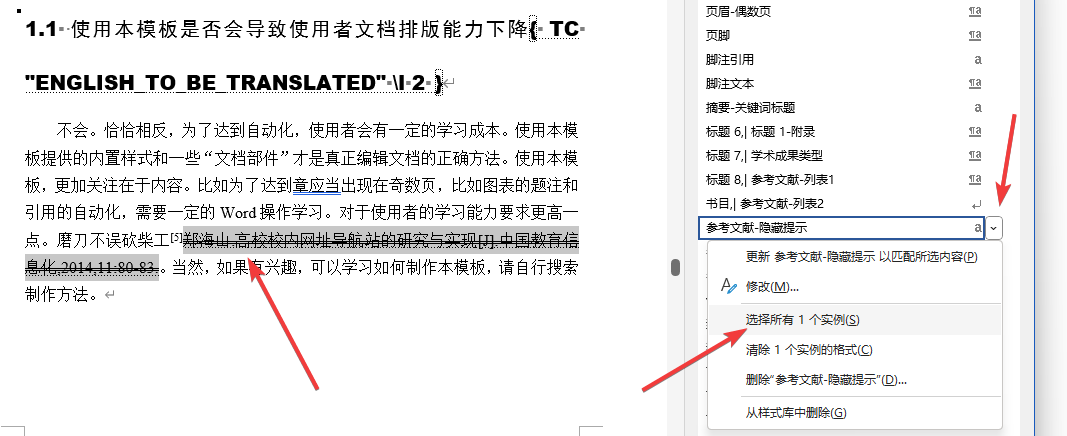 1.1 使用本模板是否会导致使用者文档排版能力下降{ TC
"ENGLISH_TO_BE_TRANSLATED" \l 2 }
不会。恰恰相反，为了达到自动化，使用者会有一定的学习成本。使用本模
板提供的内置样式和一些“文档部件”才是真正编辑文档的正确方法。使用本模
板，更加关注在于内容。比如为了达到章应当出现在奇数页，比如图表的题注和
引用的自动化，需要一定的 Word 操作学习。对于使用者的学习能力要求更高一
点。磨刀不误砍柴工[5]郑海山.高校校内网址导航站的研究与实现[J].中国教育信
息化,2014,11:80-83.。当然，如果有兴趣，可以学习如何制作本模板，请自行搜索
制作方法。
页眉-偶数页
页脚
脚注引用
脚注文本
摘要-关键词标题
标题 6,| 标题 1-附录
标题 7,| 学术成果类型
标题 8,| 参考文献-列表1
书目,| 参考文献-列表2
参考文献-隐藏提示
更新 参考文献-隐藏提示 以匹配所选内容(P)
修改(M)...
选择所有 1 个实例(S)
清除 1 个实例的格式(C)
删除“参考文献-隐藏提示”(D)...
从样式库中删除(G)